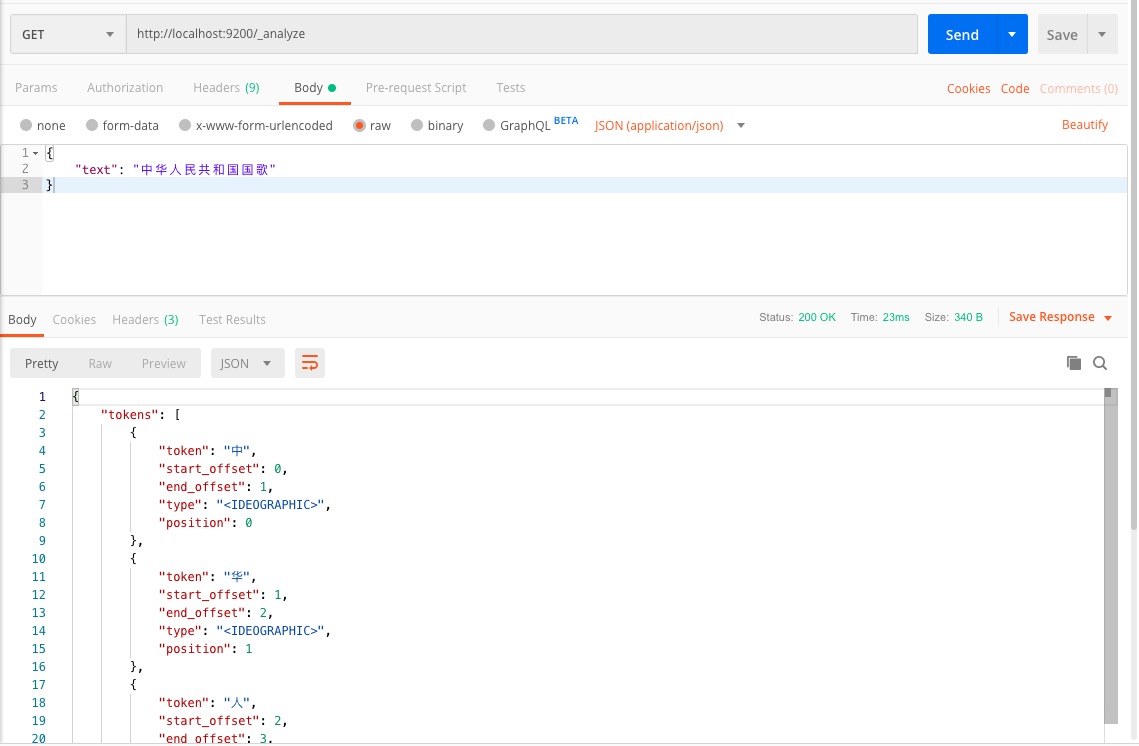 GET http://localhost:9200/_analyze Send Save
Params Authorization Headers (9) Body Pre-request Script Tests Cookies Code Comments (0)
none form-data x-www-form-urlencoded raw binary GraphQL BETA JSON (application/json) Beautify
1 {
2 "text": "中华人民共和国国歌"
3 }
Body Cookies Headers (3) Test Results Status: 200 OK Time: 23ms Size: 340 B Save Response
Pretty Raw Preview JSON
1 {
2 "tokens": [
3 {
4 "token": "中",
5 "start_offset": 0,
6 "end_offset": 1,
7 "type": "<IDEOGRAPHIC>",
8 "position": 0
9 },
10 {
11 "token": "华",
12 "start_offset": 1,
13 "end_offset": 2,
14 "type": "<IDEOGRAPHIC>",
15 "position": 1
16 },
17 {
18 "token": "人",
19 "start_offset": 2,
20 "end_offset": 3,